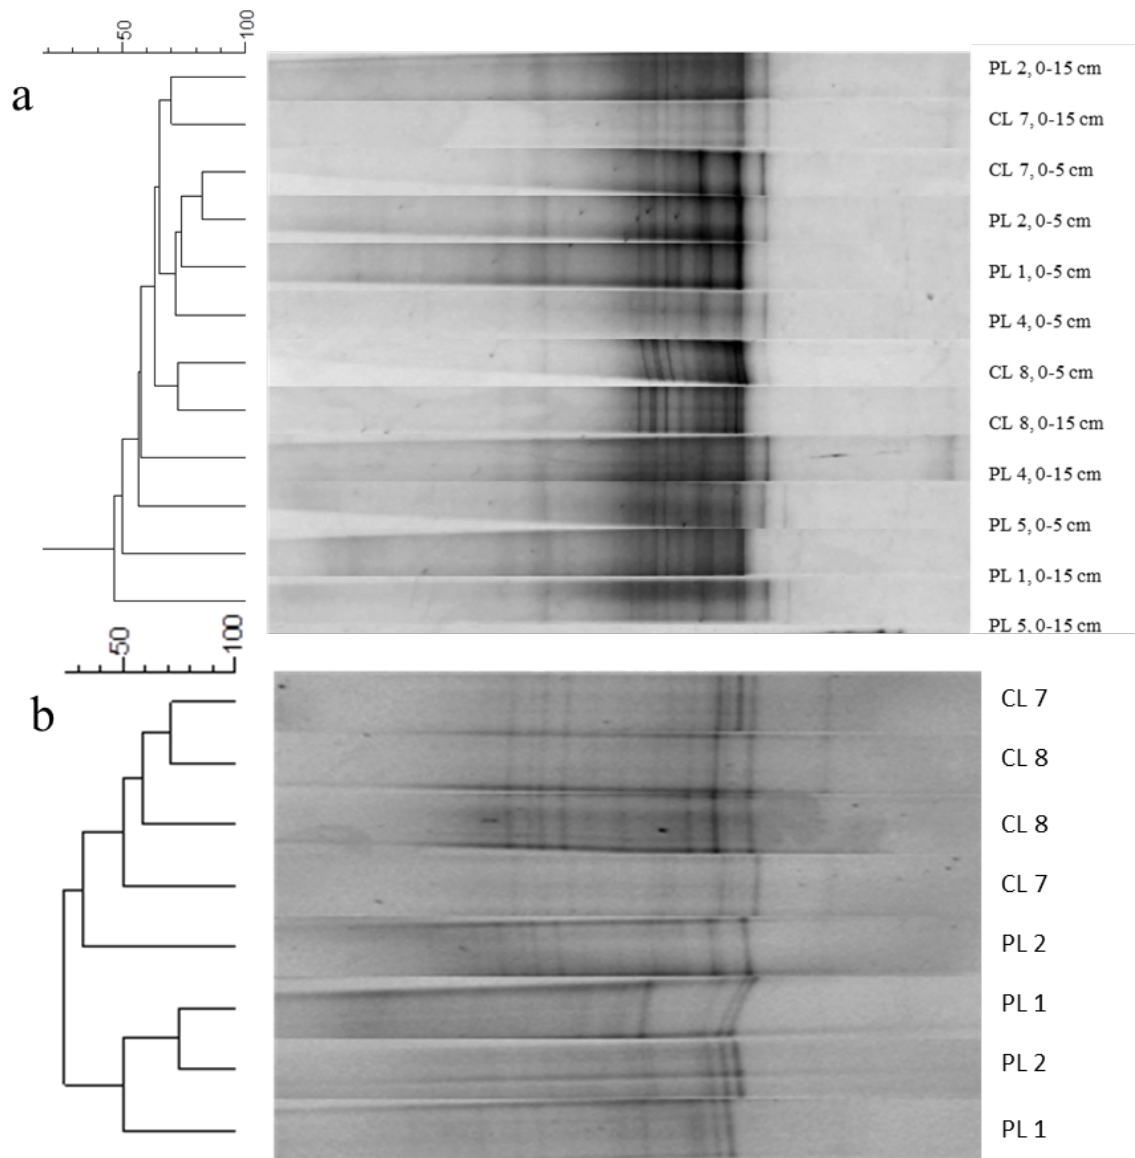 50 100
a
PL 2, 0-15 cm
CL 7, 0-15 cm
CL 7, 0-5 cm
PL 2, 0-5 cm
PL 1, 0-5 cm
PL 4, 0-5 cm
CL 8, 0-5 cm
CL 8, 0-15 cm
PL 4, 0-15 cm
PL 5, 0-5 cm
PL 1, 0-15 cm
PL 5, 0-15 cm
50 100
b
CL 7
CL 8
CL 8
CL 7
PL 2
PL 1
PL 2
PL 1